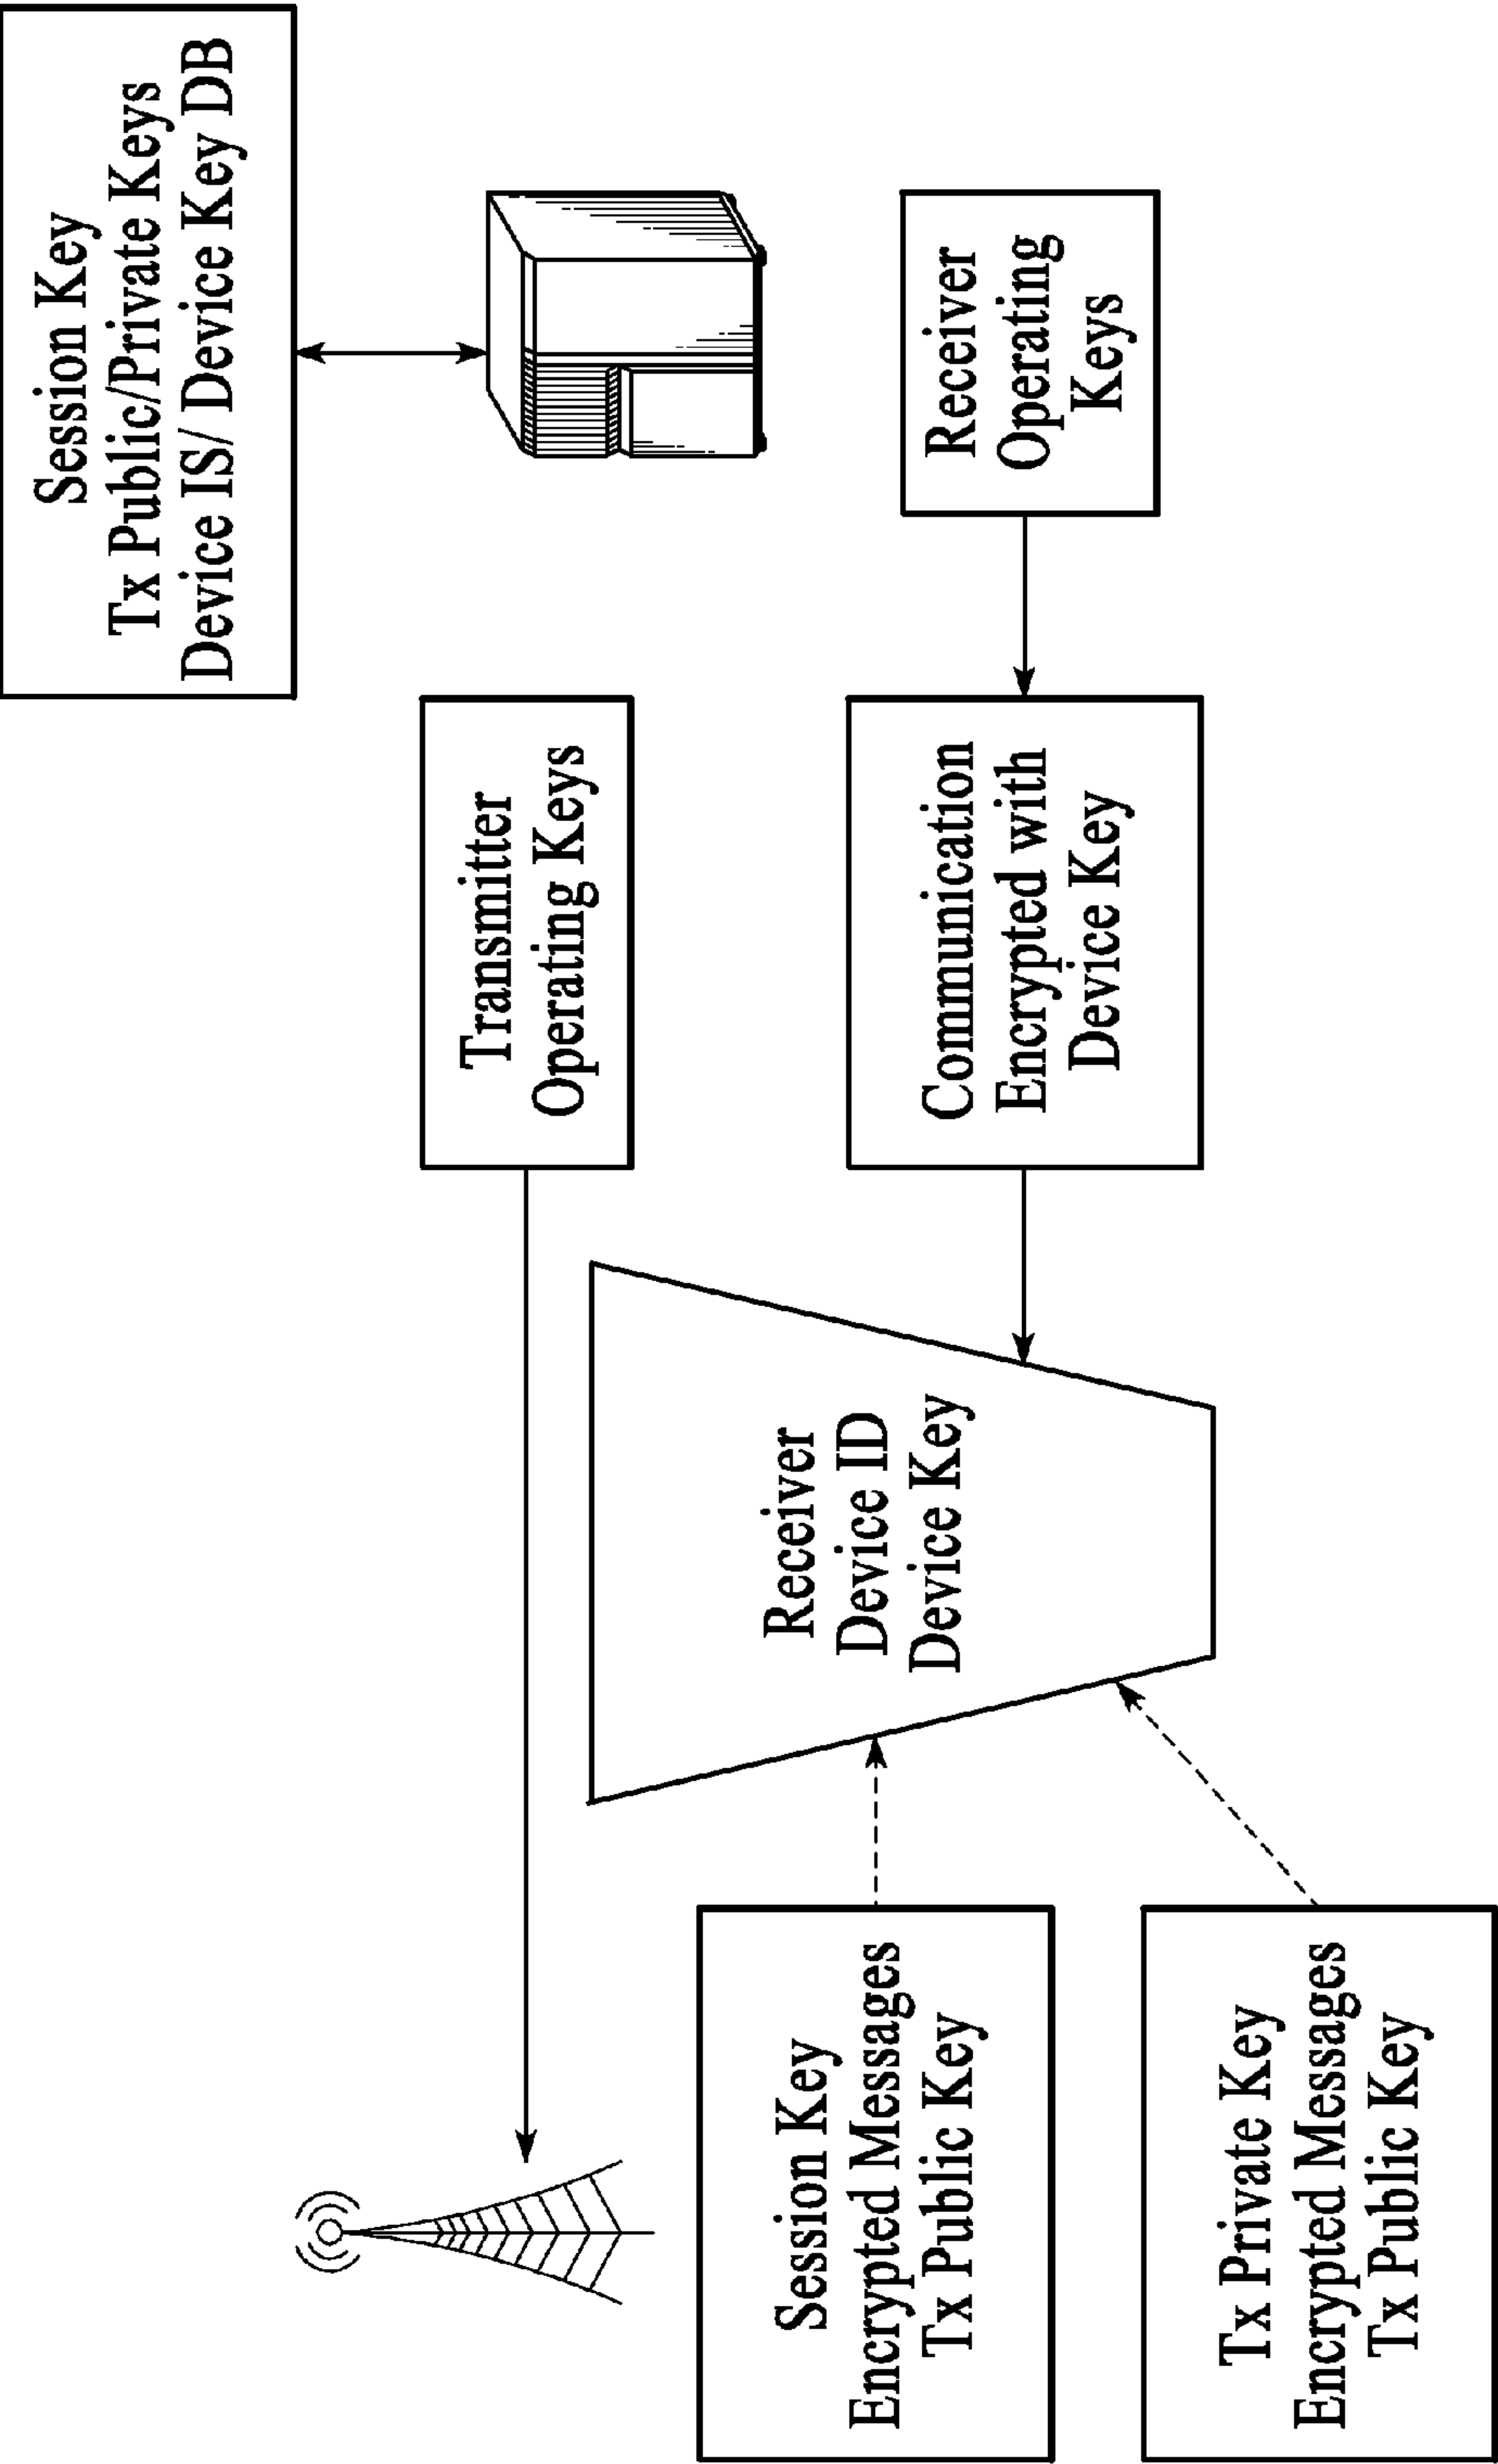 Session Key
Tx Public/Private Keys
Device IS/ Device Key DB
Transmitter
Operating Keys
Receiver
Operating
Keys
Communication
Encrypted with
Device Key
Receiver
Device ID
Device Key
Session Key
Encrypted Messages
Tx Public Key
Tx Private Key
Encrypted Messages
Tx Public Key